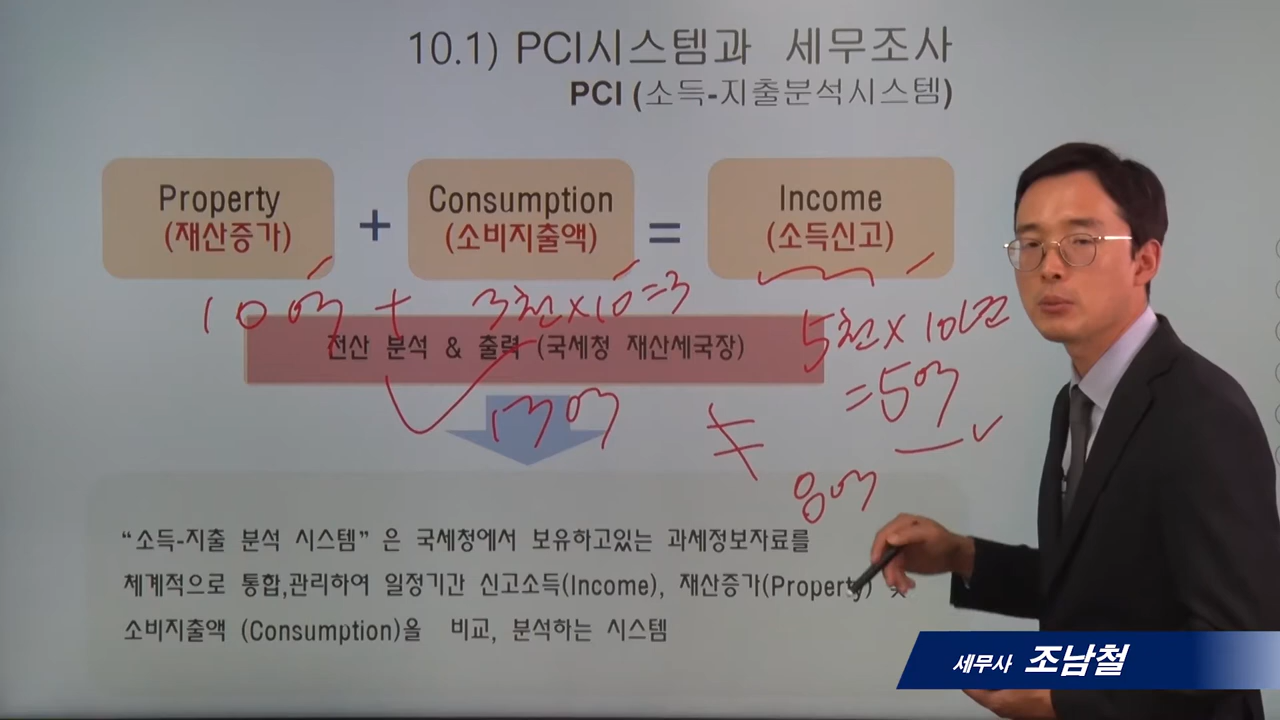 10.1) PCI시스템과 세무조사
PCI (소득-지출분석시스템)
Property
(재산증가)
+
Consumption
(소비지출액)
=
Income
(소득신고)
10억 + 3천×10=3
5천×10년
=5억
전산 분석 & 출력 (국세청 재산세국장)
13억
≠
8억
“소득-지출 분석 시스템” 은 국세청에서 보유하고있는 과세정보자료를
체계적으로 통합,관리하여 일정기간 신고소득(Income), 재산증가(Property)
소비지출액 (Consumption)을 비교, 분석하는 시스템
세무사 조남철